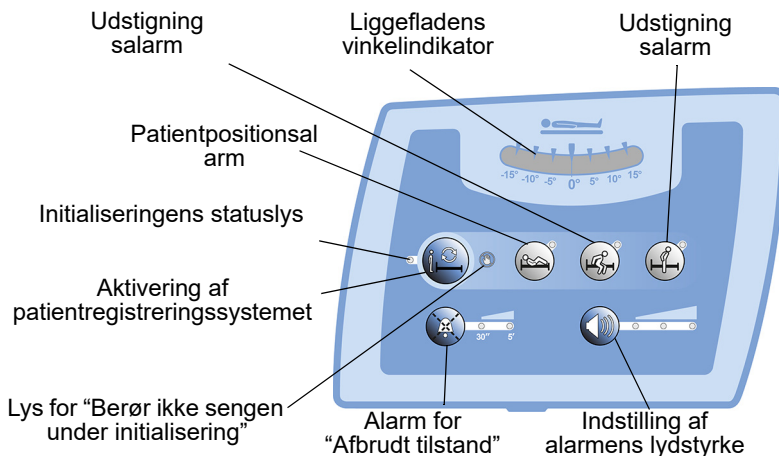 Udstigning
salarm
Liggefladens
vinkelindikator
Udstigning
salarm
Patientpositionsal
arm
-15° -10° -5° 0° 5° 10° 15°
Initialiseringens statuslys
Aktivering af
patientregistreringssystemet
30" 5'
Lys for “Berør ikke sengen
under initialisering”
Alarm for
“Afbrudt tilstand”
Indstilling af
alarmens lydstyrke